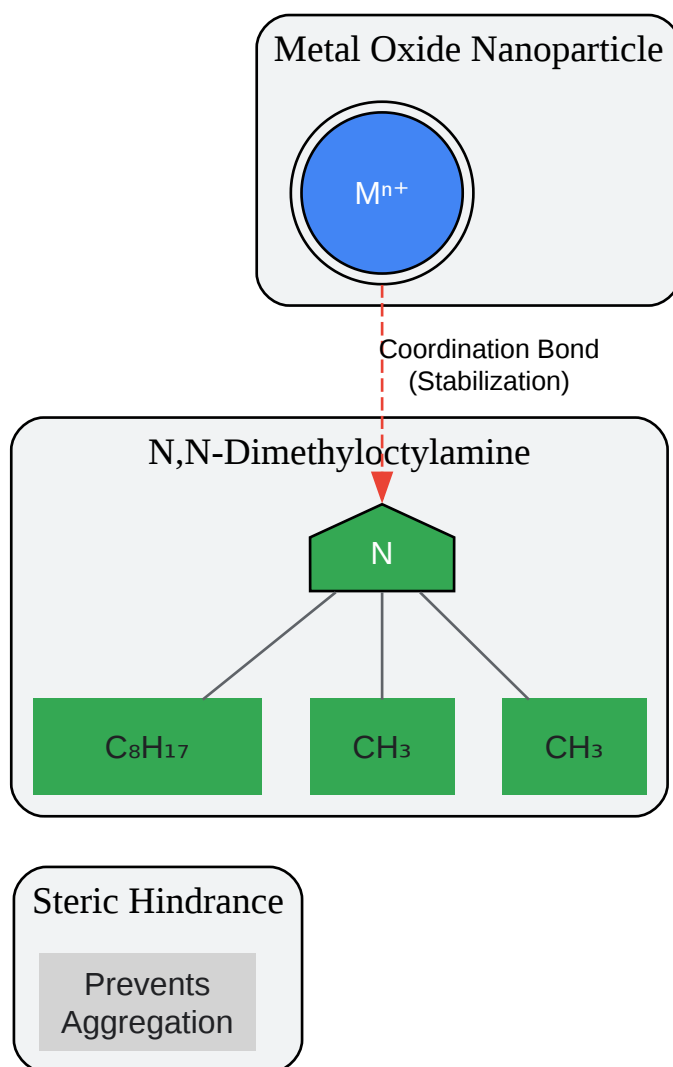 Metal Oxide Nanoparticle
Mⁿ⁺
Coordination Bond
(Stabilization)
N,N-Dimethyloctylamine
N
C₈H₁₇
CH₃
CH₃
Steric Hindrance
Prevents
Aggregation